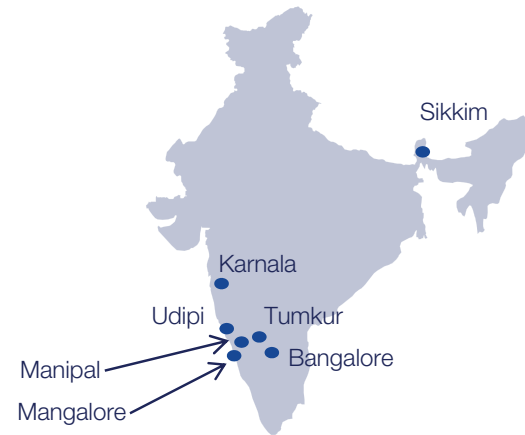 Sikkim
Karnala
Udipi
Tumkur
Bangalore
Manipal
Mangalore